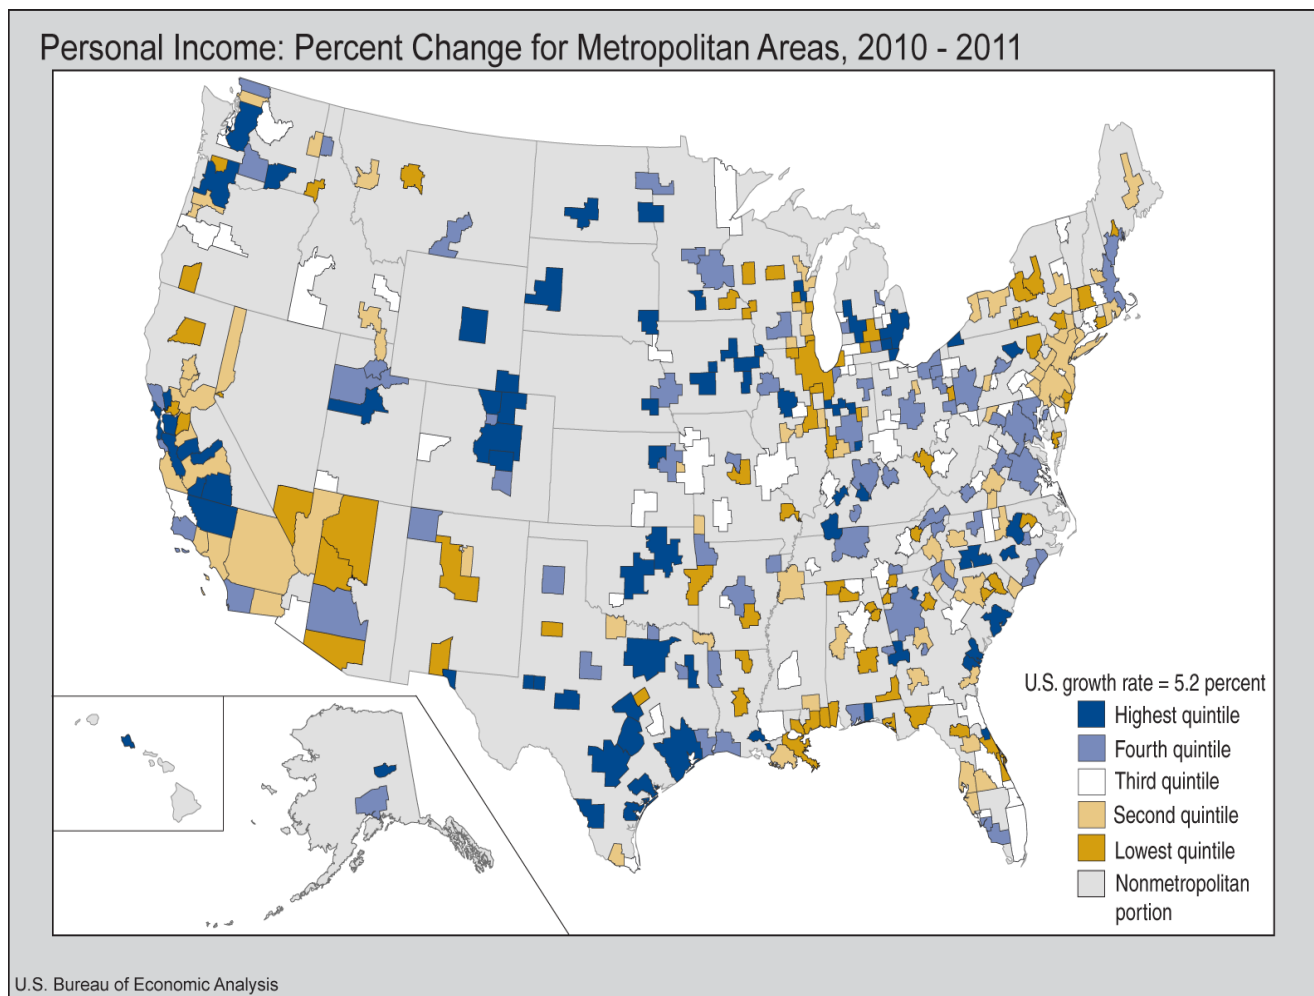 Personal Income: Percent Change for Metropolitan Areas, 2010 - 2011
U.S. growth rate = 5.2 percent
Highest quintile
Fourth quintile
Third quintile
Second quintile
Lowest quintile
Nonmetropolitan
portion
U.S. Bureau of Economic Analysis